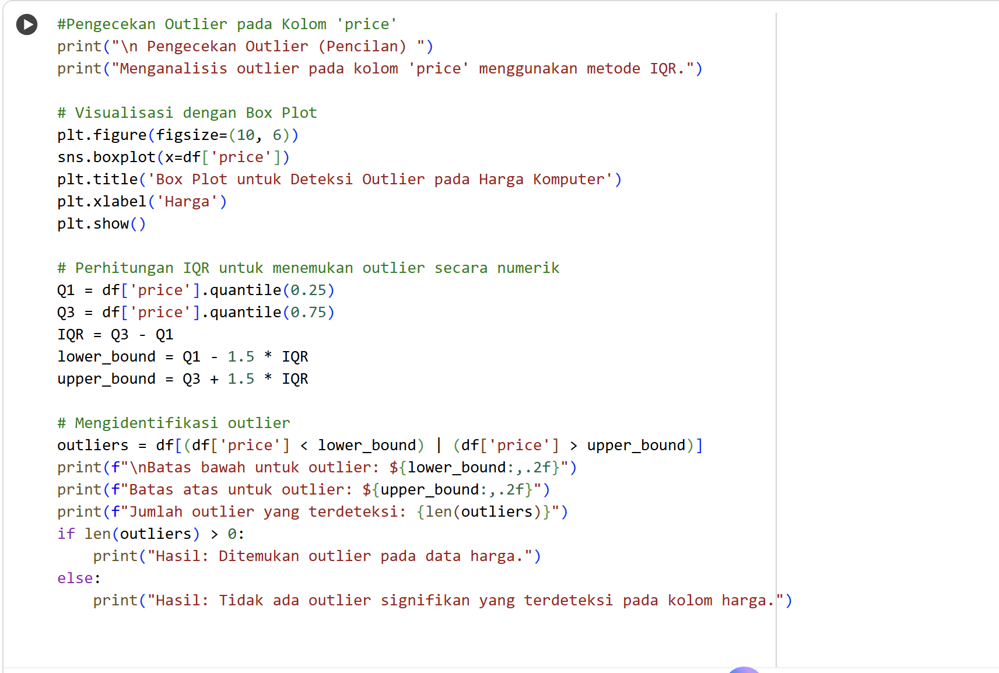 #Pengecekan Outlier pada Kolom 'price'
print("\n Pengecekan Outlier (Pencilan) ")
print("Menganalisis outlier pada kolom 'price' menggunakan metode IQR.")

# Visualisasi dengan Box Plot
plt.figure(figsize=(10, 6))
sns.boxplot(x=df['price'])
plt.title('Box Plot untuk Deteksi Outlier pada Harga Komputer')
plt.xlabel('Harga')
plt.show()

# Perhitungan IQR untuk menemukan outlier secara numerik
Q1 = df['price'].quantile(0.25)
Q3 = df['price'].quantile(0.75)
IQR = Q3 - Q1
lower_bound = Q1 - 1.5 * IQR
upper_bound = Q3 + 1.5 * IQR

# Mengidentifikasi outlier
outliers = df[(df['price'] < lower_bound) | (df['price'] > upper_bound)]
print(f"\nBatas bawah untuk outlier: ${lower_bound:,.2f}")
print(f"Batas atas untuk outlier: ${upper_bound:,.2f}")
print(f"Jumlah outlier yang terdeteksi: {len(outliers)}")
if len(outliers) > 0:
    print("Hasil: Ditemukan outlier pada data harga.")
else:
    print("Hasil: Tidak ada outlier signifikan yang terdeteksi pada kolom harga.")